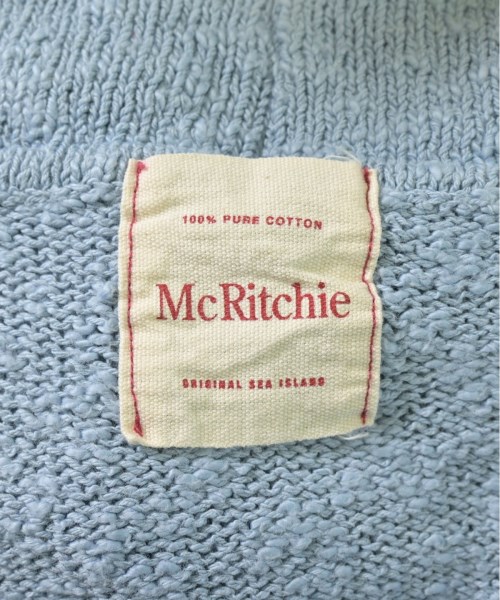 100% PURE COTTON
McRitchie
ORIGINAL SEA ISLAND